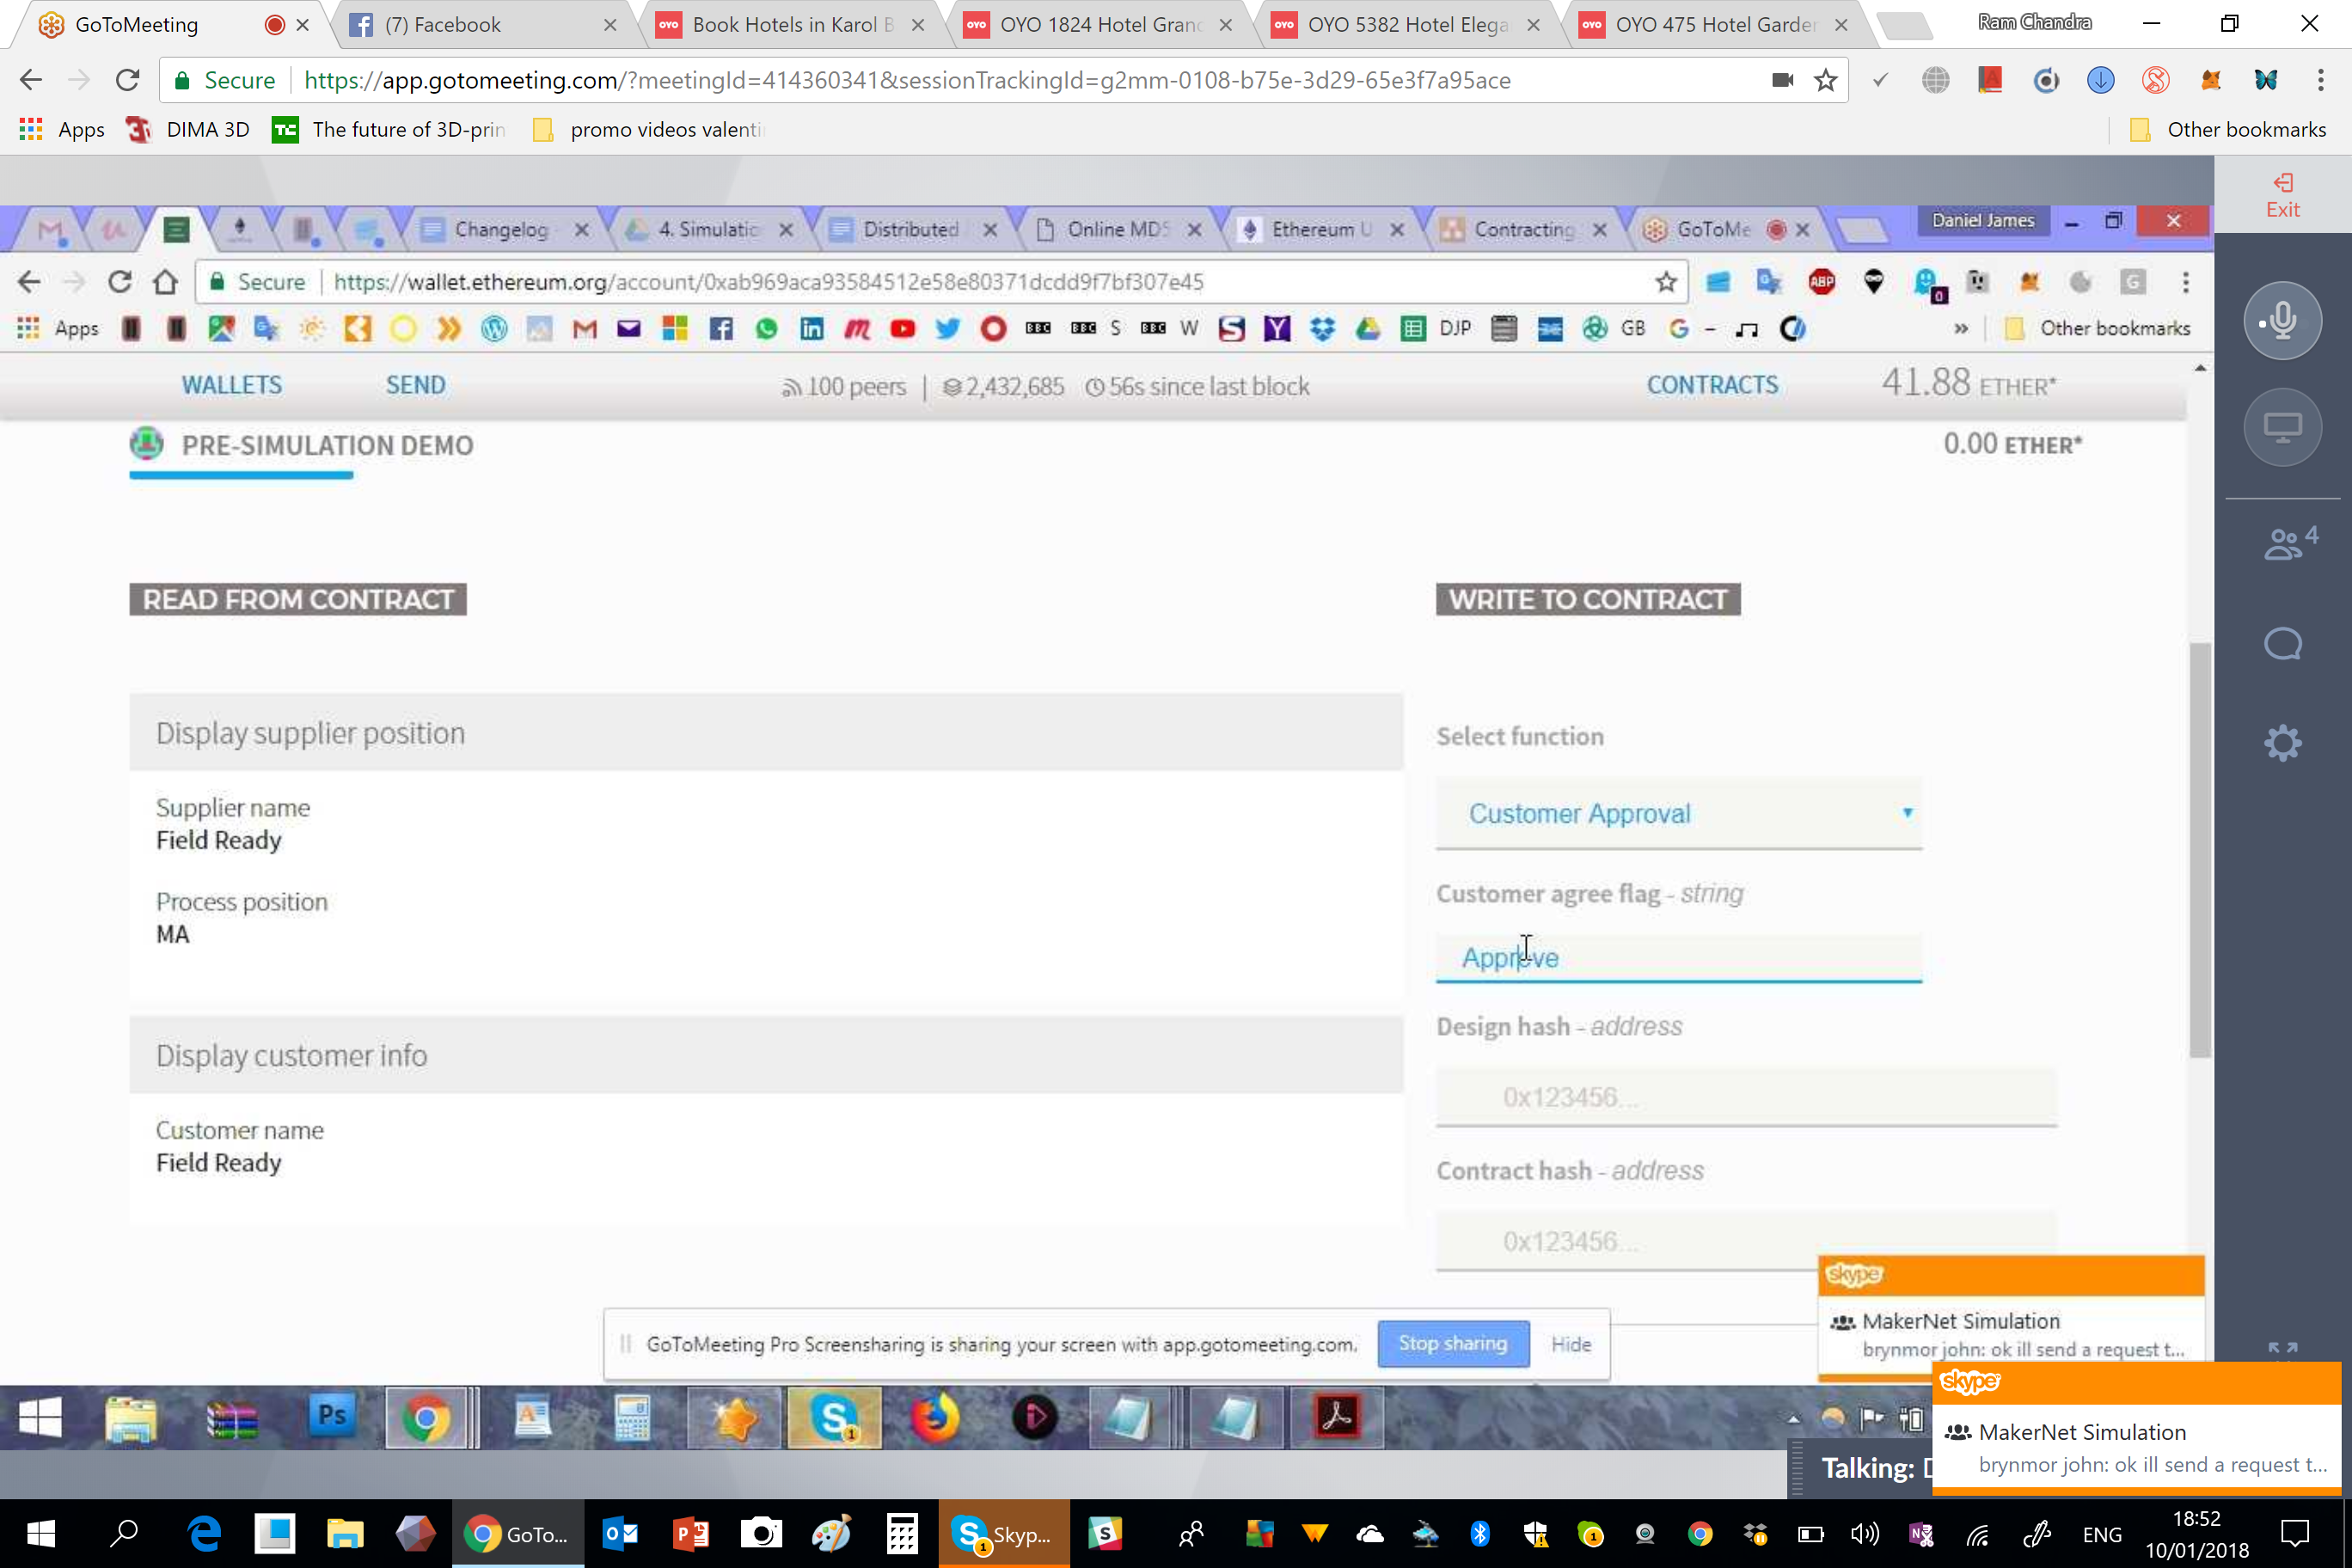 GoToMeeting
(7) Facebook
Book Hotels in Karol B
OYO 1824 Hotel Granc
OYO 5382 Hotel Elega
OYO 475 Hotel Garden
Ram Chandra
Secure
https://app.gotomeeting.com/?meetingId=414360341&sessionTrackingId=g2mm-0108-b75e-3d29-65e3f7a95ace
Apps
DIMA 3D
The future of 3D-prin
promo videos valenti
Other bookmarks
Exit
Changelog
4. Simulatio
Distributed
Online MD5
Ethereum U
Contracting
GoToMe
Daniel James
Secure
https://wallet.ethereum.org/account/0xab969aca93584512e58e80371dcdd9f7bf307e45
ABP
0
G
Apps
BBC
BBC S
BBC W
DJP
GB
G -
Other bookmarks
WALLETS
SEND
100 peers | 2,432,685 56s since last block
CONTRACTS
41.88 ETHER*
PRE-SIMULATION DEMO
0.00 ETHER*
4
READ FROM CONTRACT
WRITE TO CONTRACT
Display supplier position
Select function
Supplier name
Field Ready
Customer Approval
Process position
MA
Customer agree flag - string
Approve
Display customer info
Design hash - address
0x123456...
Customer name
Field Ready
Contract hash - address
0x123456...
skype
MakerNet Simulation
brynmor john: ok ill send a request t...
GoToMeeting Pro Screensharing is sharing your screen with app.gotomeeting.com.
Stop sharing
Hide
skype
MakerNet Simulation
brynmor john: ok ill send a request t...
Ps
Talking:
GoTo...
Skyp...
ENG
18:52
10/01/2018